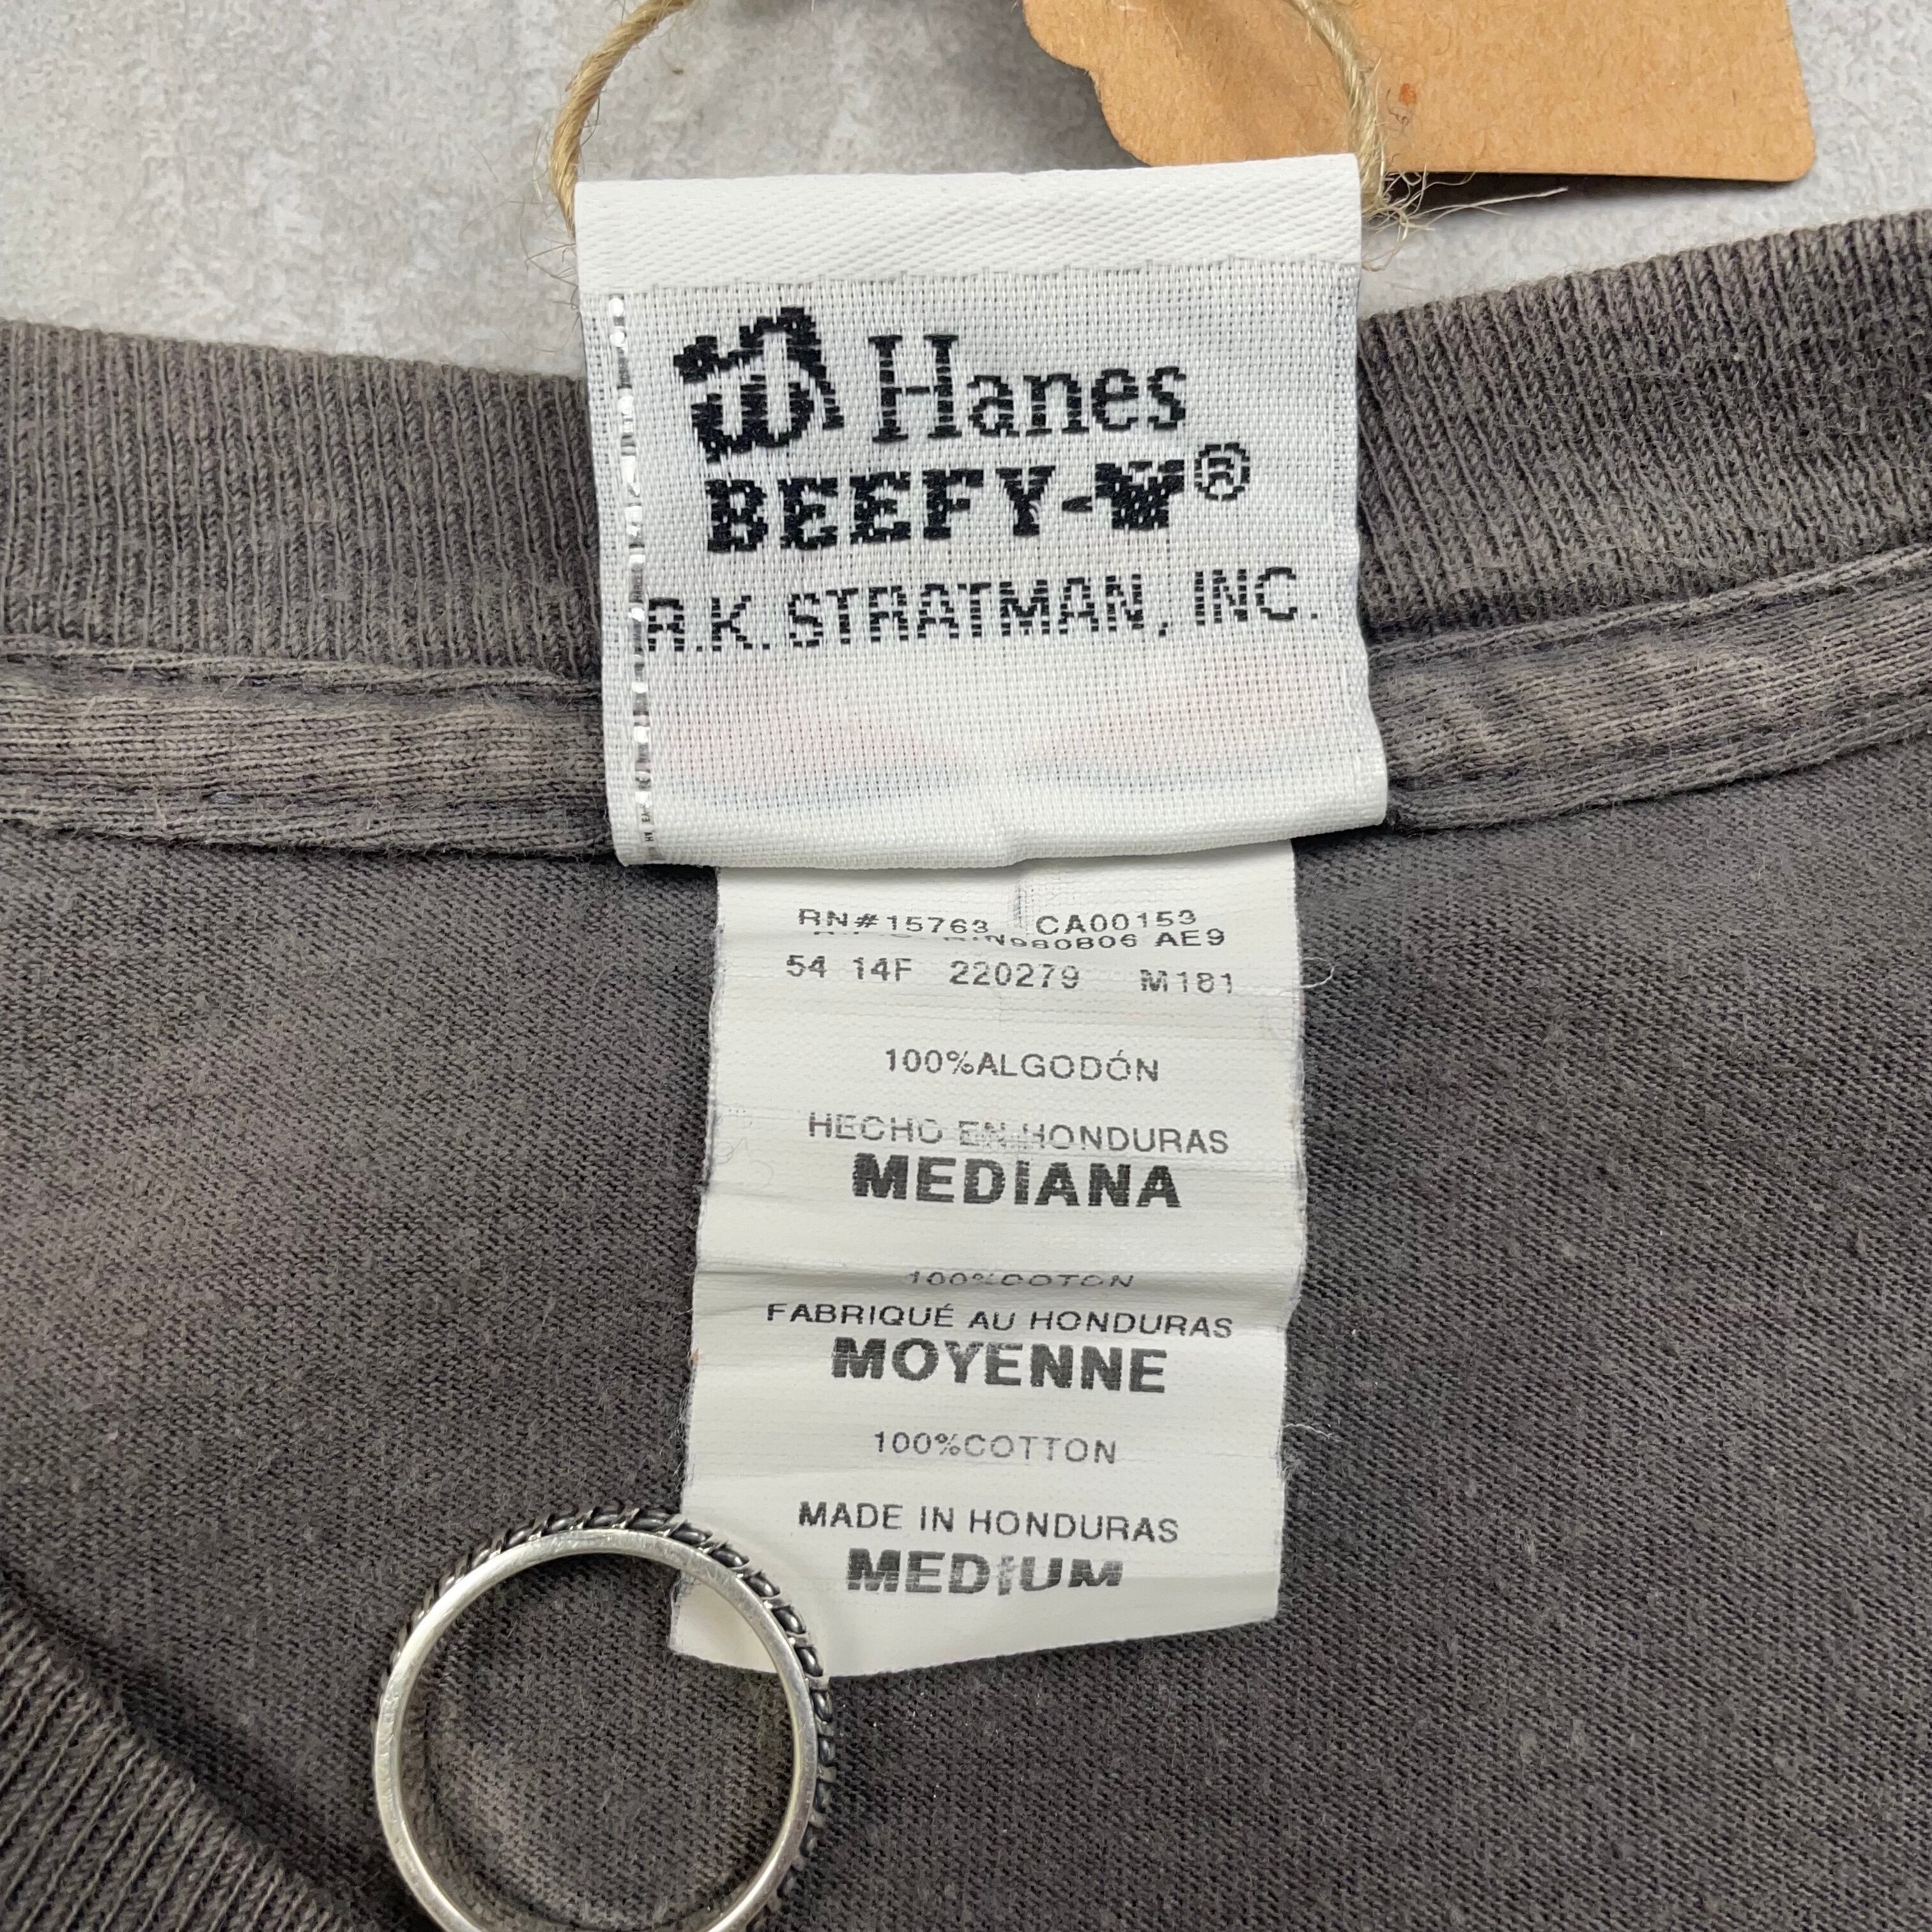 Hanes
BEEFY-T®
R.K. STRATMAN, INC.
RN#15763 CA00153
AE9
54 14F 220279 M181
100%ALGODÓN
HECHO EN HONDURAS
MEDIANA
100%COTON
FABRIQUÉ AU HONDURAS
MOYENNE
100%COTTON
MADE IN HONDURAS
MEDIUM